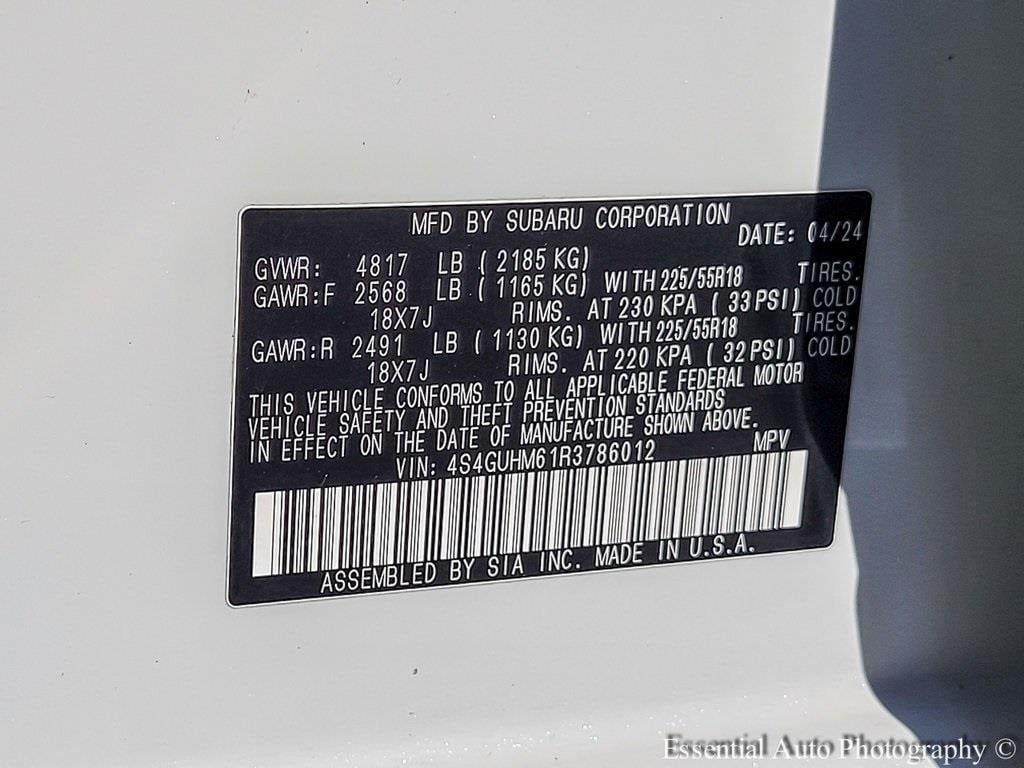 MFD BY SUBARU CORPORATION
DATE: 04/24
GVWR: 4817 LB ( 2185 KG)
GAWR:F 2568 LB ( 1165 KG) WITH 225/55R18 TIRES.
18X7J RIMS. AT 230 KPA ( 33PSI) COLD
GAWR:R 2491 LB ( 1130 KG) WITH 225/55R18 TIRES.
18X7J RIMS. AT 220 KPA ( 32PSI) COLD
THIS VEHICLE CONFORMS TO ALL APPLICABLE FEDERAL MOTOR
VEHICLE SAFETY AND THEFT PREVENTION STANDARDS
IN EFFECT ON THE DATE OF MANUFACTURE SHOWN ABOVE.
VIN: 4S4GUHM61R3786012 MPV
ASSEMBLED BY SIA INC. MADE IN U.S.A.
Essential Auto Photography ©